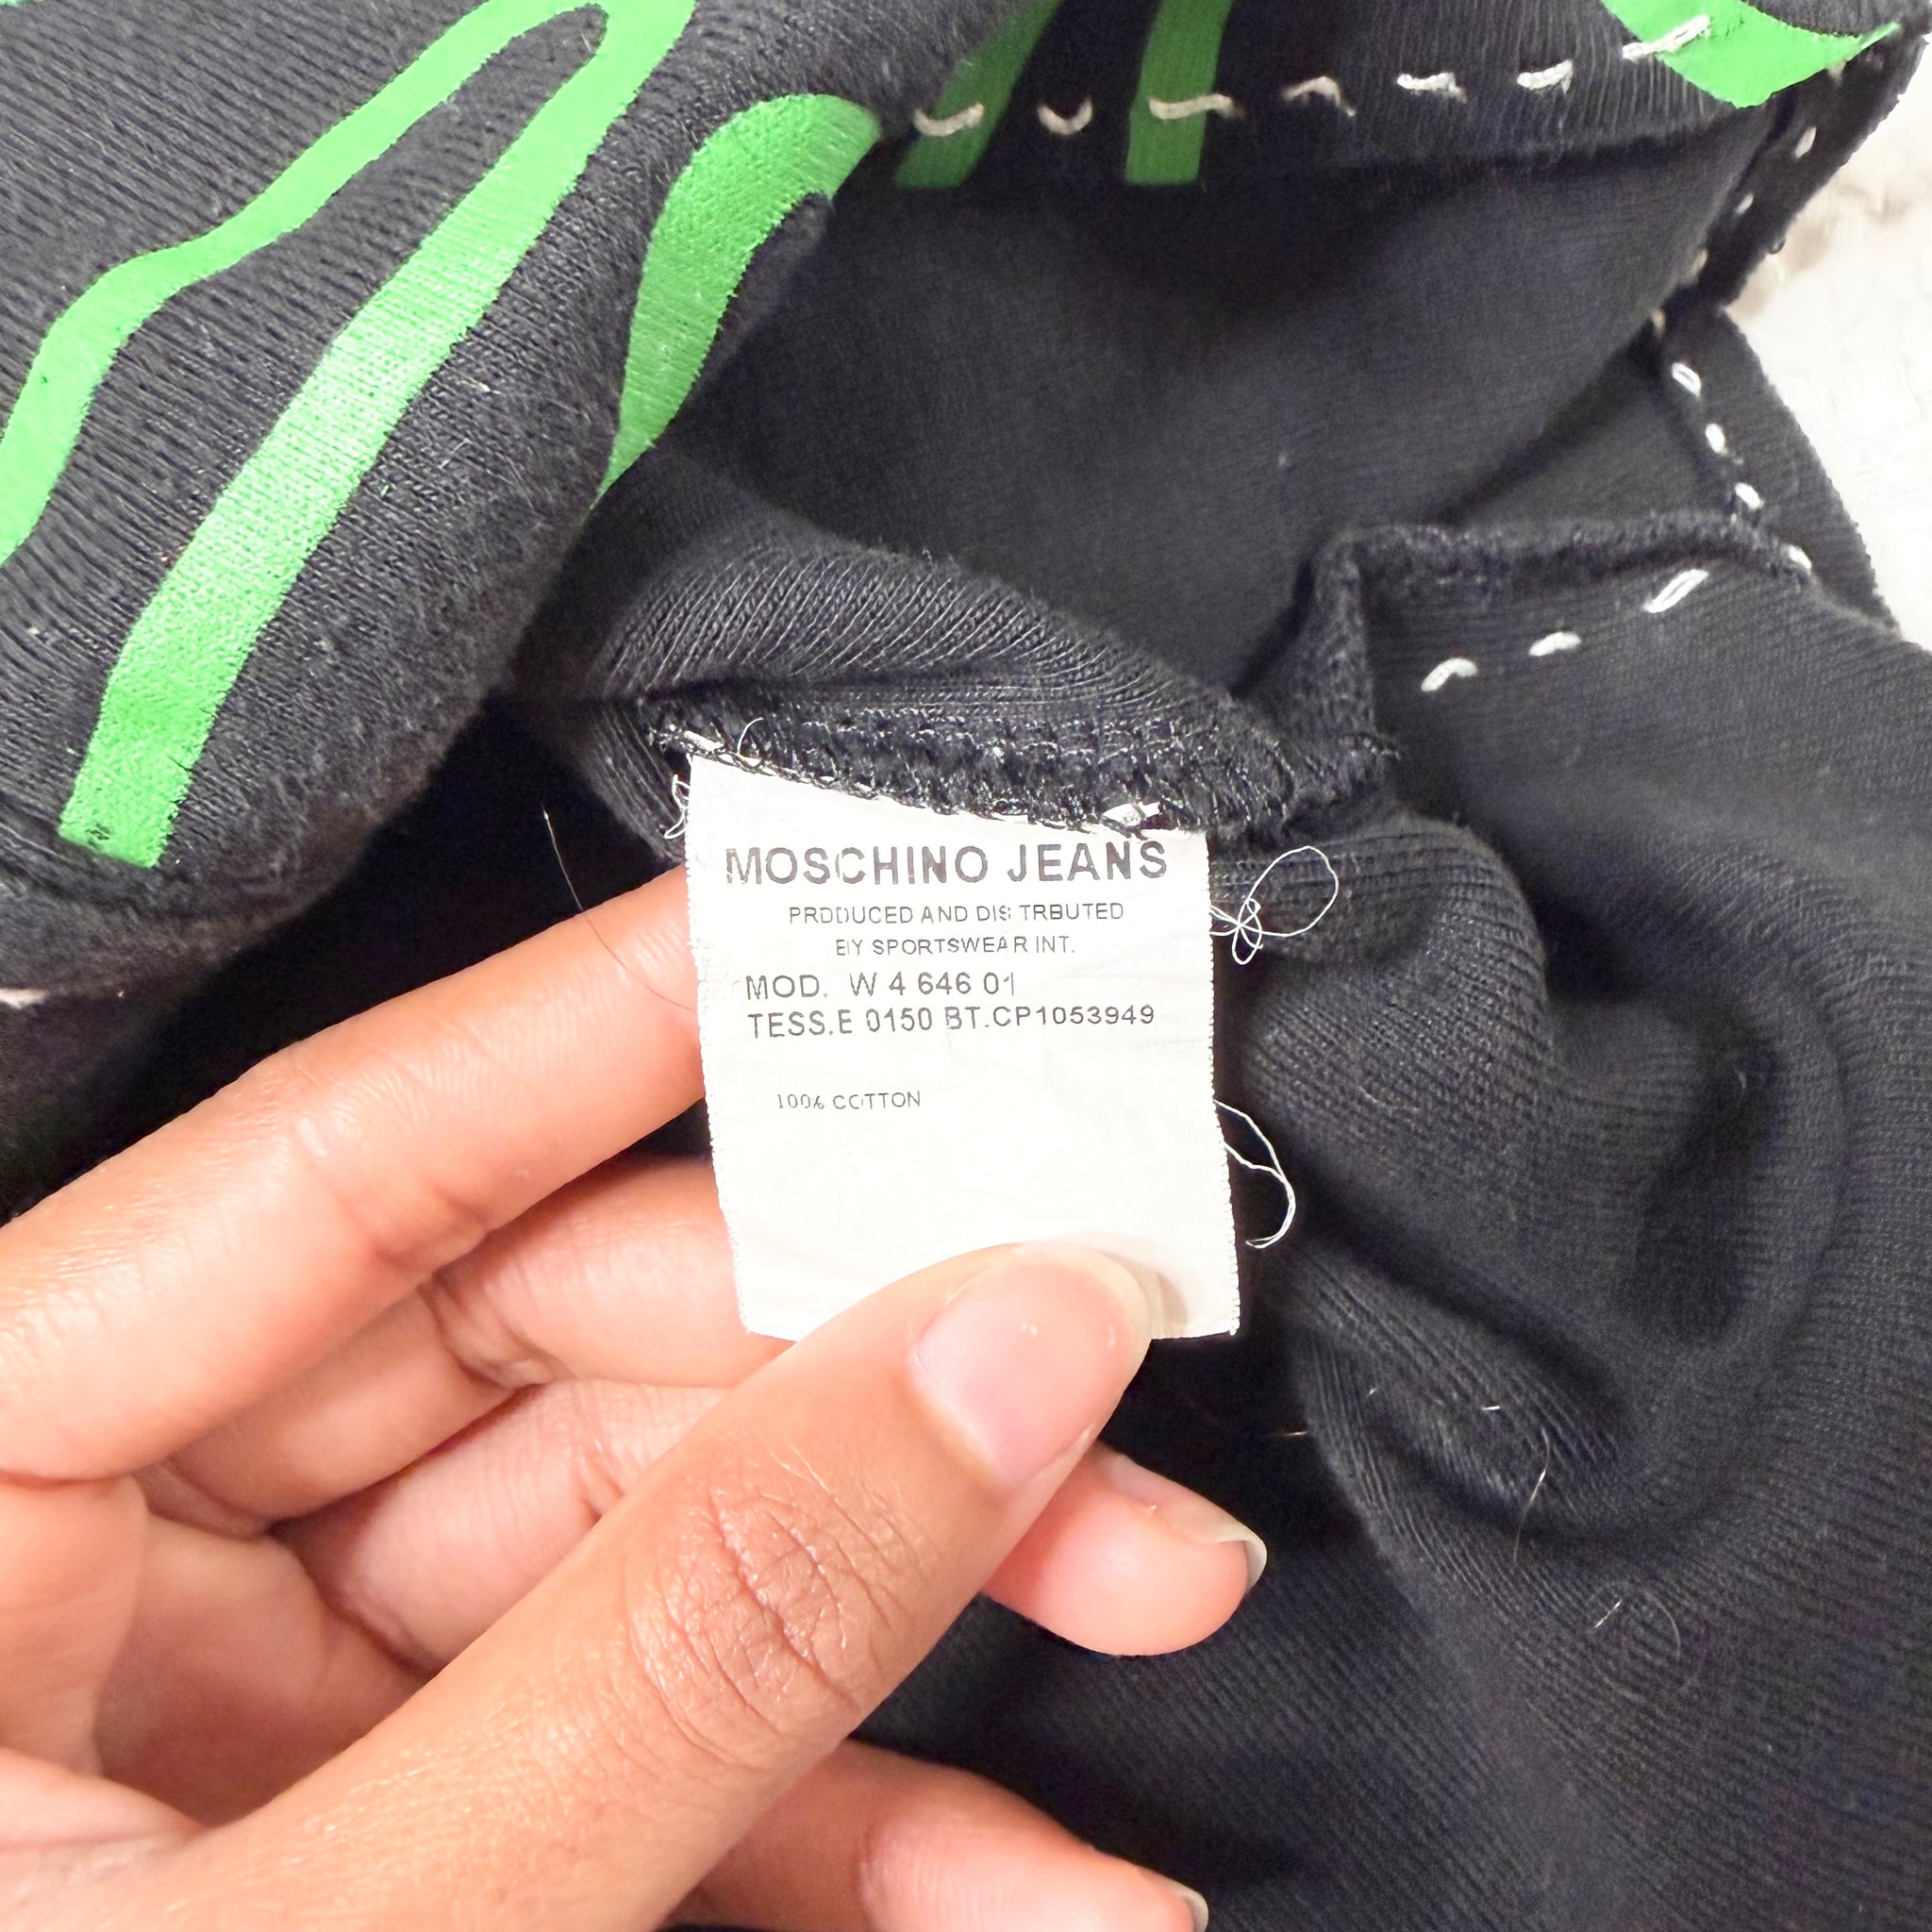 MOSCHINO JEANS
PRDDUCED AND DIS TRBUTED
BY SPORTSWEAR INT.
MOD. W 4 646 01
TESS.E 0150 BT.CP1053949
100% COTTON